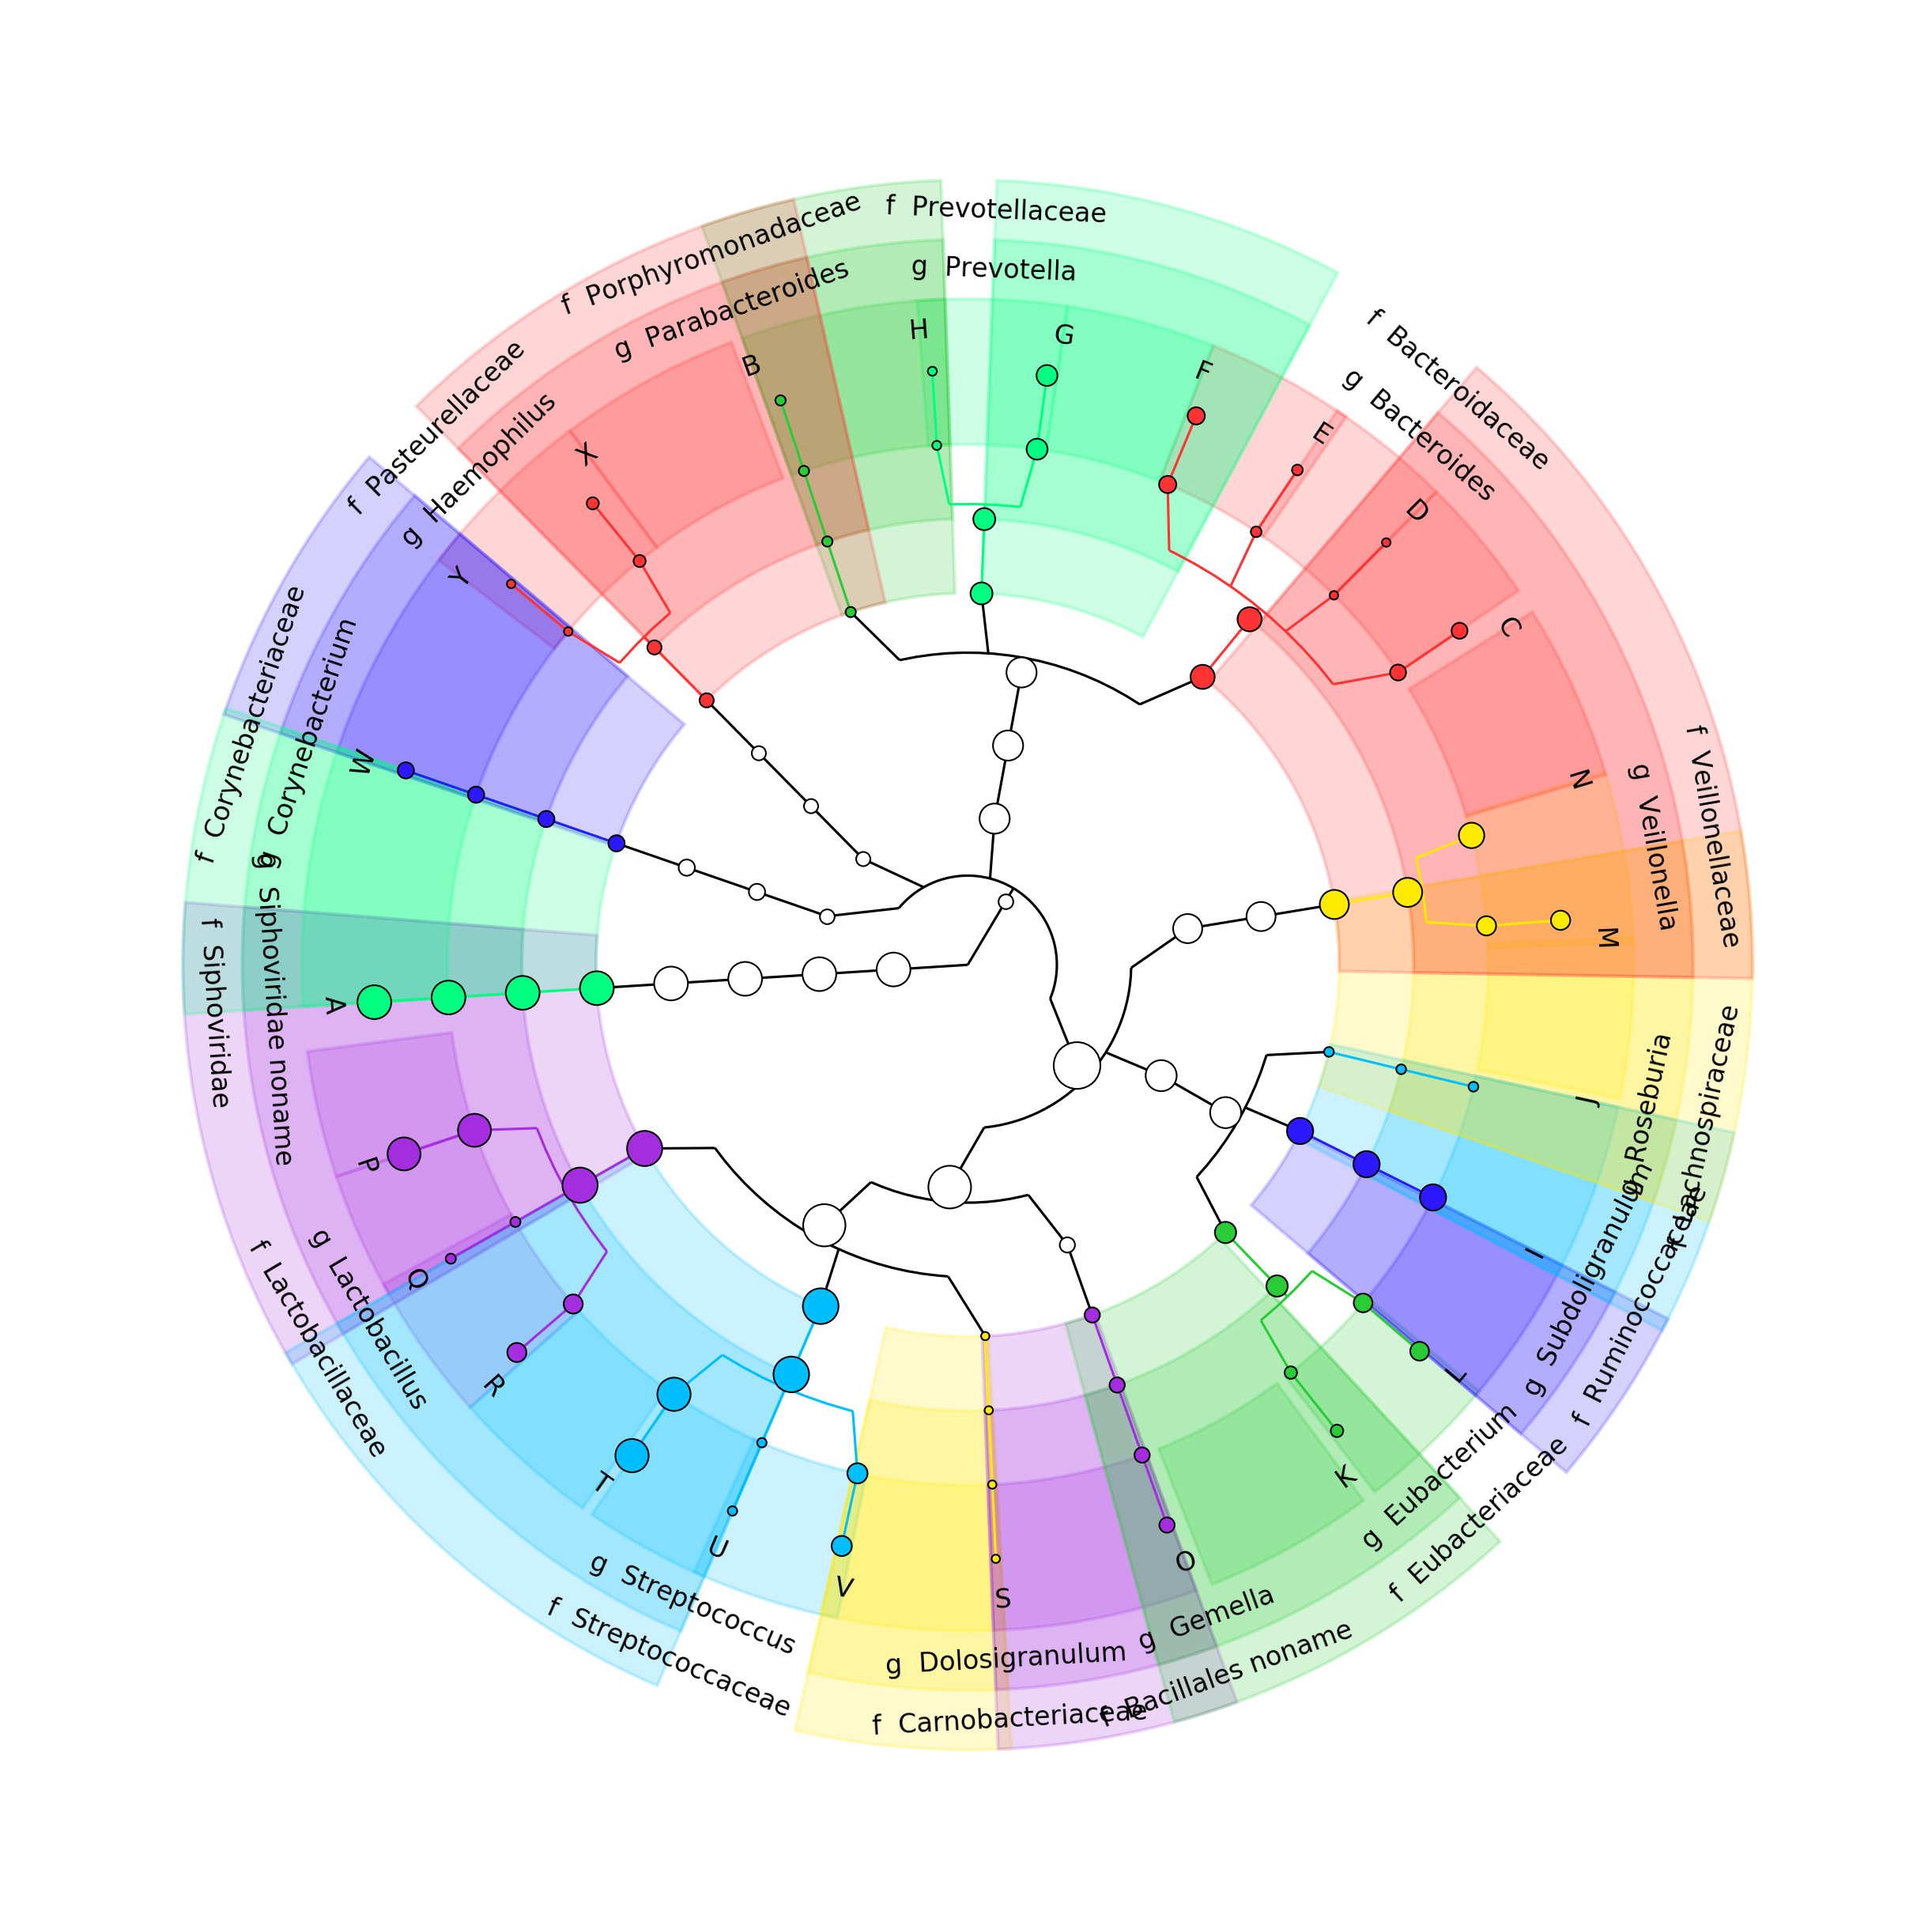 f Prevotellaceae
g Prevotella
H
G
F
f Bacteroidaceae
g Bacteroides
E
D
C
f Veillonellaceae
g Veillonella
N
M
f Lachnospiraceae
g Roseburia
J
f Ruminococcaceae
g Subdoligranulum
I
L
f Eubacteriaceae
g Eubacterium
K
f Bacillales noname
g Gemella
O
f Carnobacteriaceae
g Dolosigranulum
S
f Streptococcaceae
g Streptococcus
V
U
T
f Lactobacillaceae
g Lactobacillus
R
Q
P
f Siphoviridae
g Siphoviridae noname
A
f Corynebacteriaceae
g Corynebacterium
W
f Pasteurellaceae
g Haemophilus
Y
X
f Porphyromonadaceae
g Parabacteroides
B